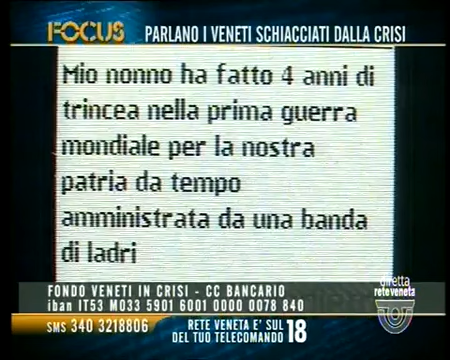 FOCUS PARLANO I VENETI SCHIACCIATI DALLA CRISI
Mio nonno ha fatto 4 anni di
trincea nella prima guerra
mondiale per la nostra
patria da tempo
amministrata da una banda
di ladri
diretta
reteveneta
FONDO VENETI IN CRISI - CC BANCARIO
iban IT53 M033 5901 6001 0000 0078 840
SMS 340 3218806
RETE VENETA E' SUL
DEL TUO TELECOMANDO 18